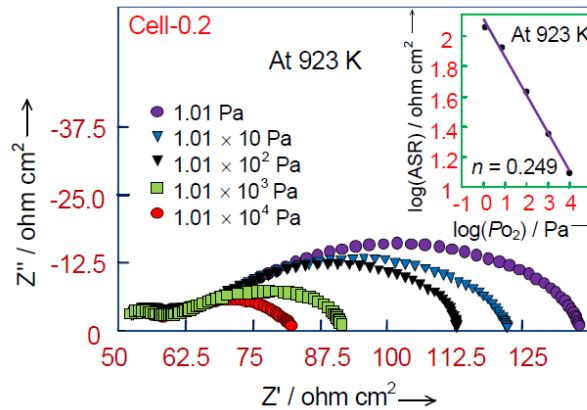 Cell-0.2
At 923 K
1.01 Pa
1.01 × 10 Pa
1.01 × 10² Pa
1.01 × 10³ Pa
1.01 × 10⁴ Pa
Z'' / ohm cm²
-37.5
-25.0
-12.5
0
50 62.5 75 87.5 100 112.5 125
Z' / ohm cm²
At 923 K
n = 0.249
log(ASR) / ohm cm²
2
1.8
1.6
1.4
1.2
1
-1 0 1 2 3 4 5
log(Po₂) / Pa